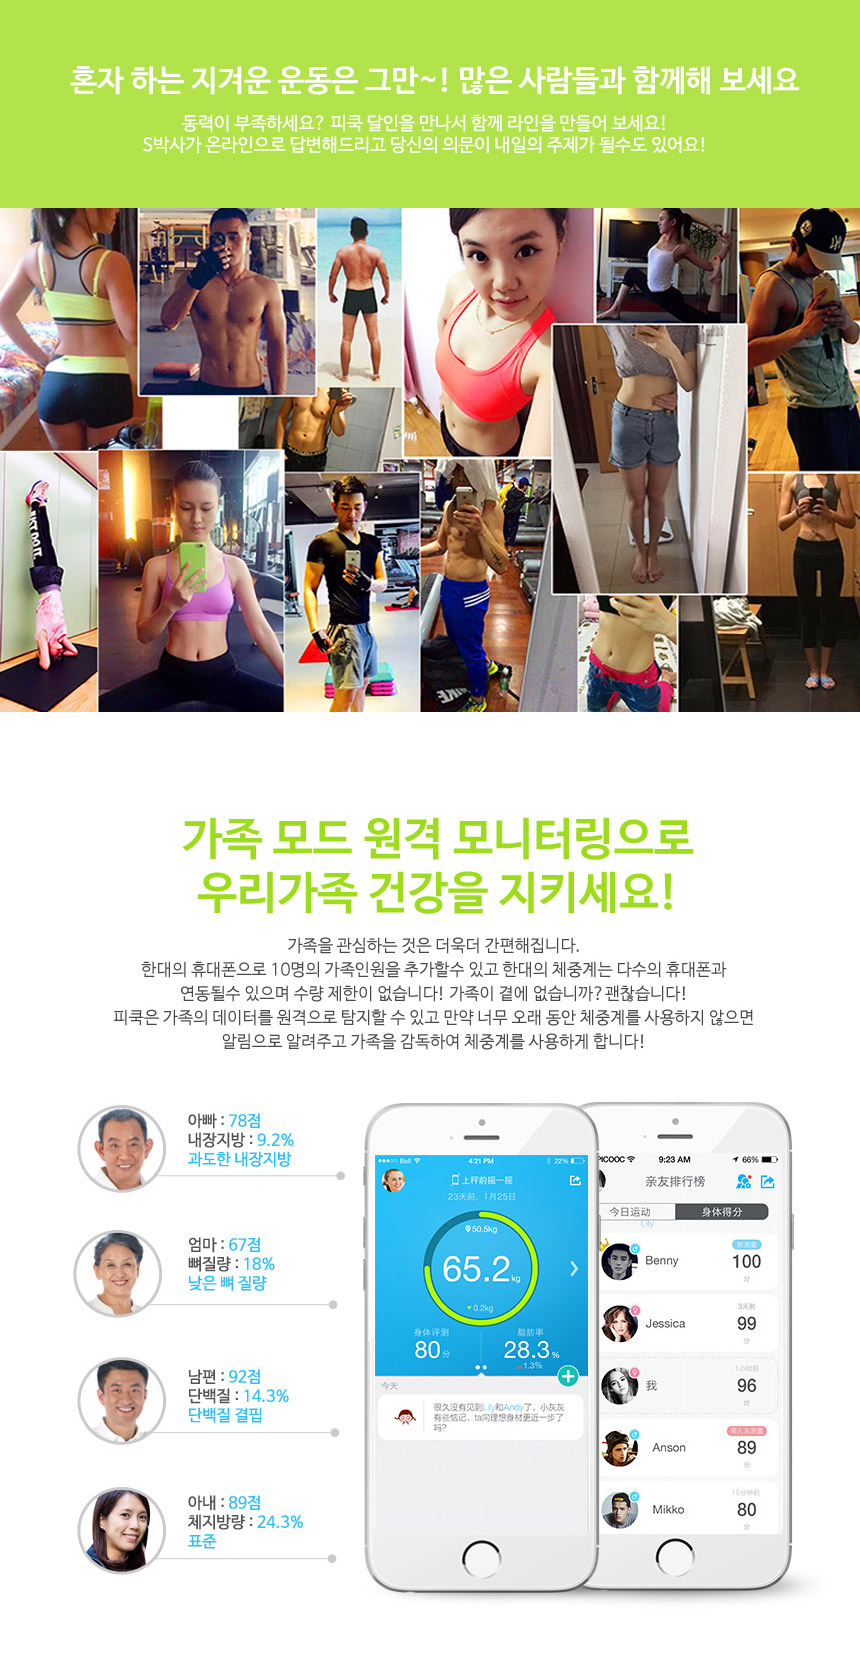 혼자 하는 지겨운 운동은 그만~! 많은 사람들과 함께해 보세요
동력이 부족하세요? 피쿡 달인을 만나서 함께 라인을 만들어 보세요!
S박사가 온라인으로 답변해드리고 당신의 의문이 내일의 주제가 될수도 있어요!
가족 모드 원격 모니터링으로
우리가족 건강을 지키세요!
가족을 관심하는 것은 더욱더 간편해집니다.
한대의 휴대폰으로 10명의 가족인원을 추가할수 있고 한대의 체중계는 다수의 휴대폰과
연동될수 있으며 수량 제한이 없습니다! 가족이 곁에 없습니까? 괜찮습니다!
피쿡은 가족의 데이터를 원격으로 탐지할 수 있고 만약 너무 오래 동안 체중계를 사용하지 않으면
알림으로 알려주고 가족을 감독하여 체중계를 사용하게 합니다!
아빠 : 78점
내장지방 : 9.2%
과도한 내장지방
엄마 : 67점
뼈질량 : 18%
낮은 뼈 질량
남편 : 92점
단백질 : 14.3%
단백질 결핍
아내 : 89점
체지방량 : 24.3%
표준
Bell 4:21 PM 22%
上秤前摇一摇
23天前，1月25日
50.5kg
65.2kg
0.2kg
身体评测
80分
脂肪率
28.3%
1.3%
今天
很久没有见到Lily和Andy了，小灰灰
有些惦记，ta向理想身材更近一步了
吗?
PICOOC 9:23 AM 66%
亲友排行榜
今日运动
身体得分
Lily
Benny
新测量
100
分
Jessica
3天前
99
分
我
1小时前
96
分
Anson
很久未测量
89
分
Mikko
15分钟前
80
分